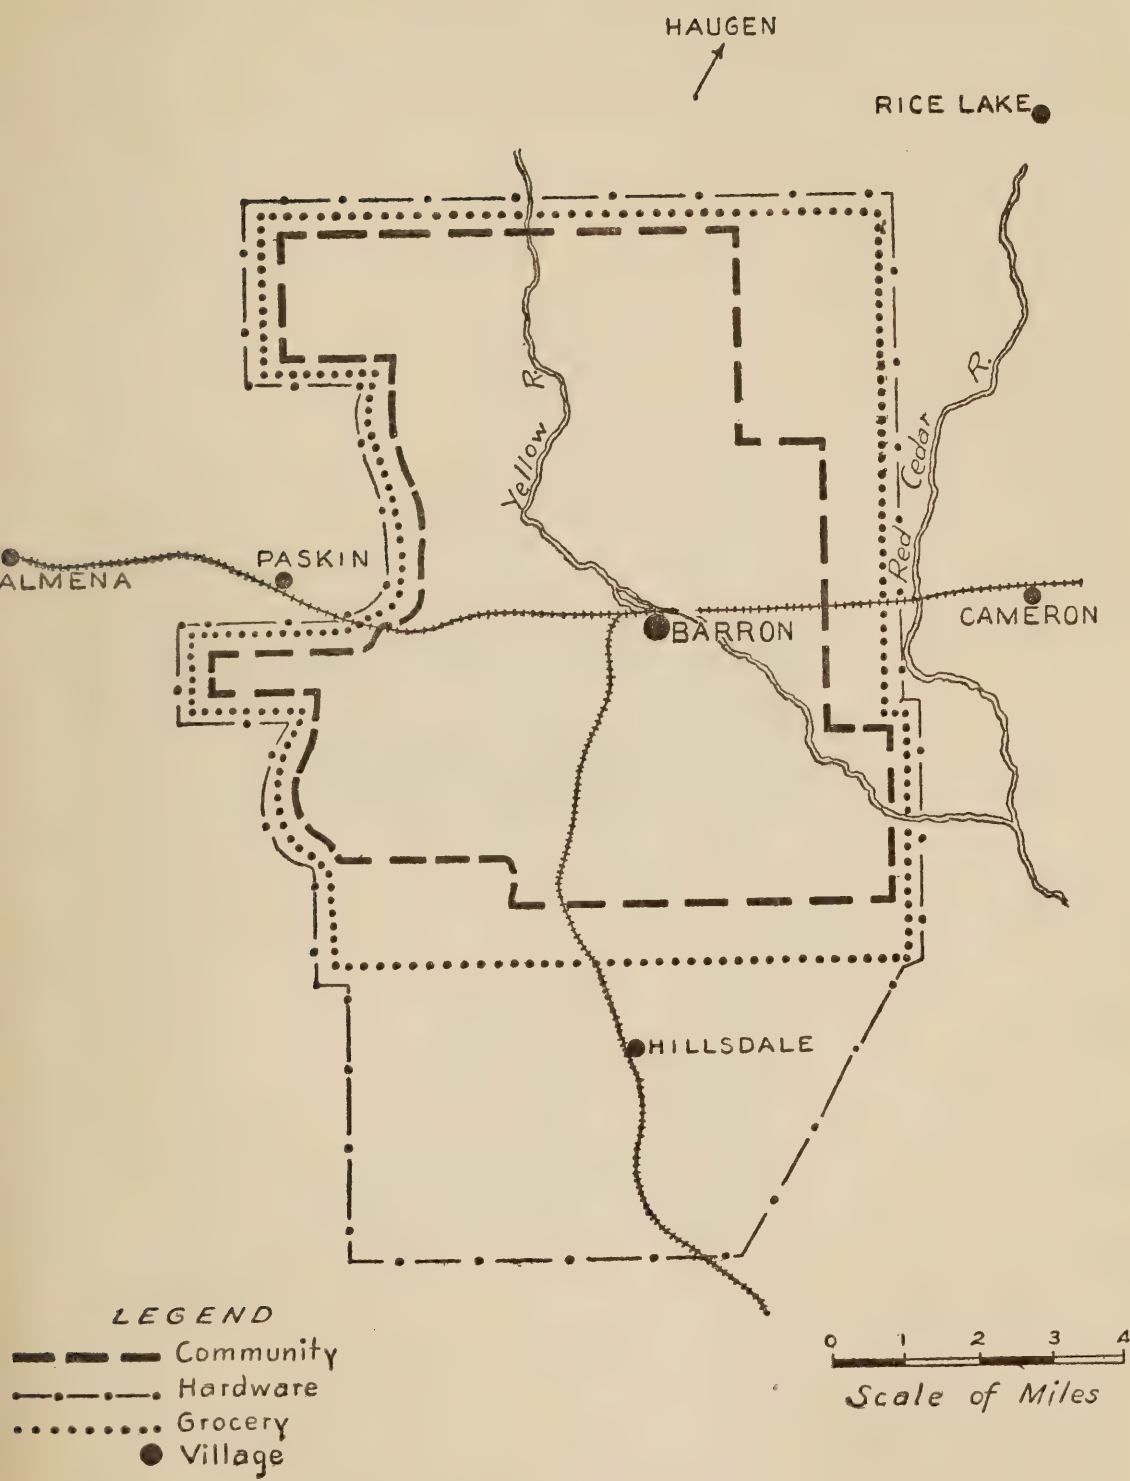 HAUGEN
RICE LAKE
Yellow R.
Red Cedar R.
ALMENA
PASKIN
BARRON
CAMERON
HILLSDALE
LEGEND
Community
Hardware
Grocery
Village
0 1 2 3 4
Scale of Miles